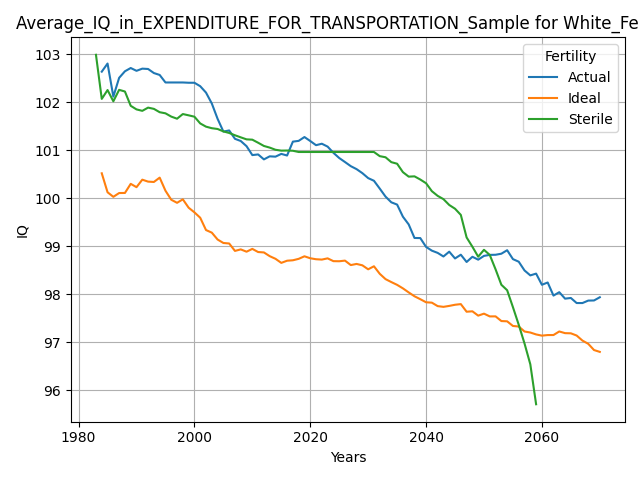 Average_IQ_in_EXPENDITURE_FOR_TRANSPORTATION_Sample for White_Fe
103
102
101
100
99
98
97
96
IQ
Fertility
Actual
Ideal
Sterile
1980
2000
2020
2040
2060
Years